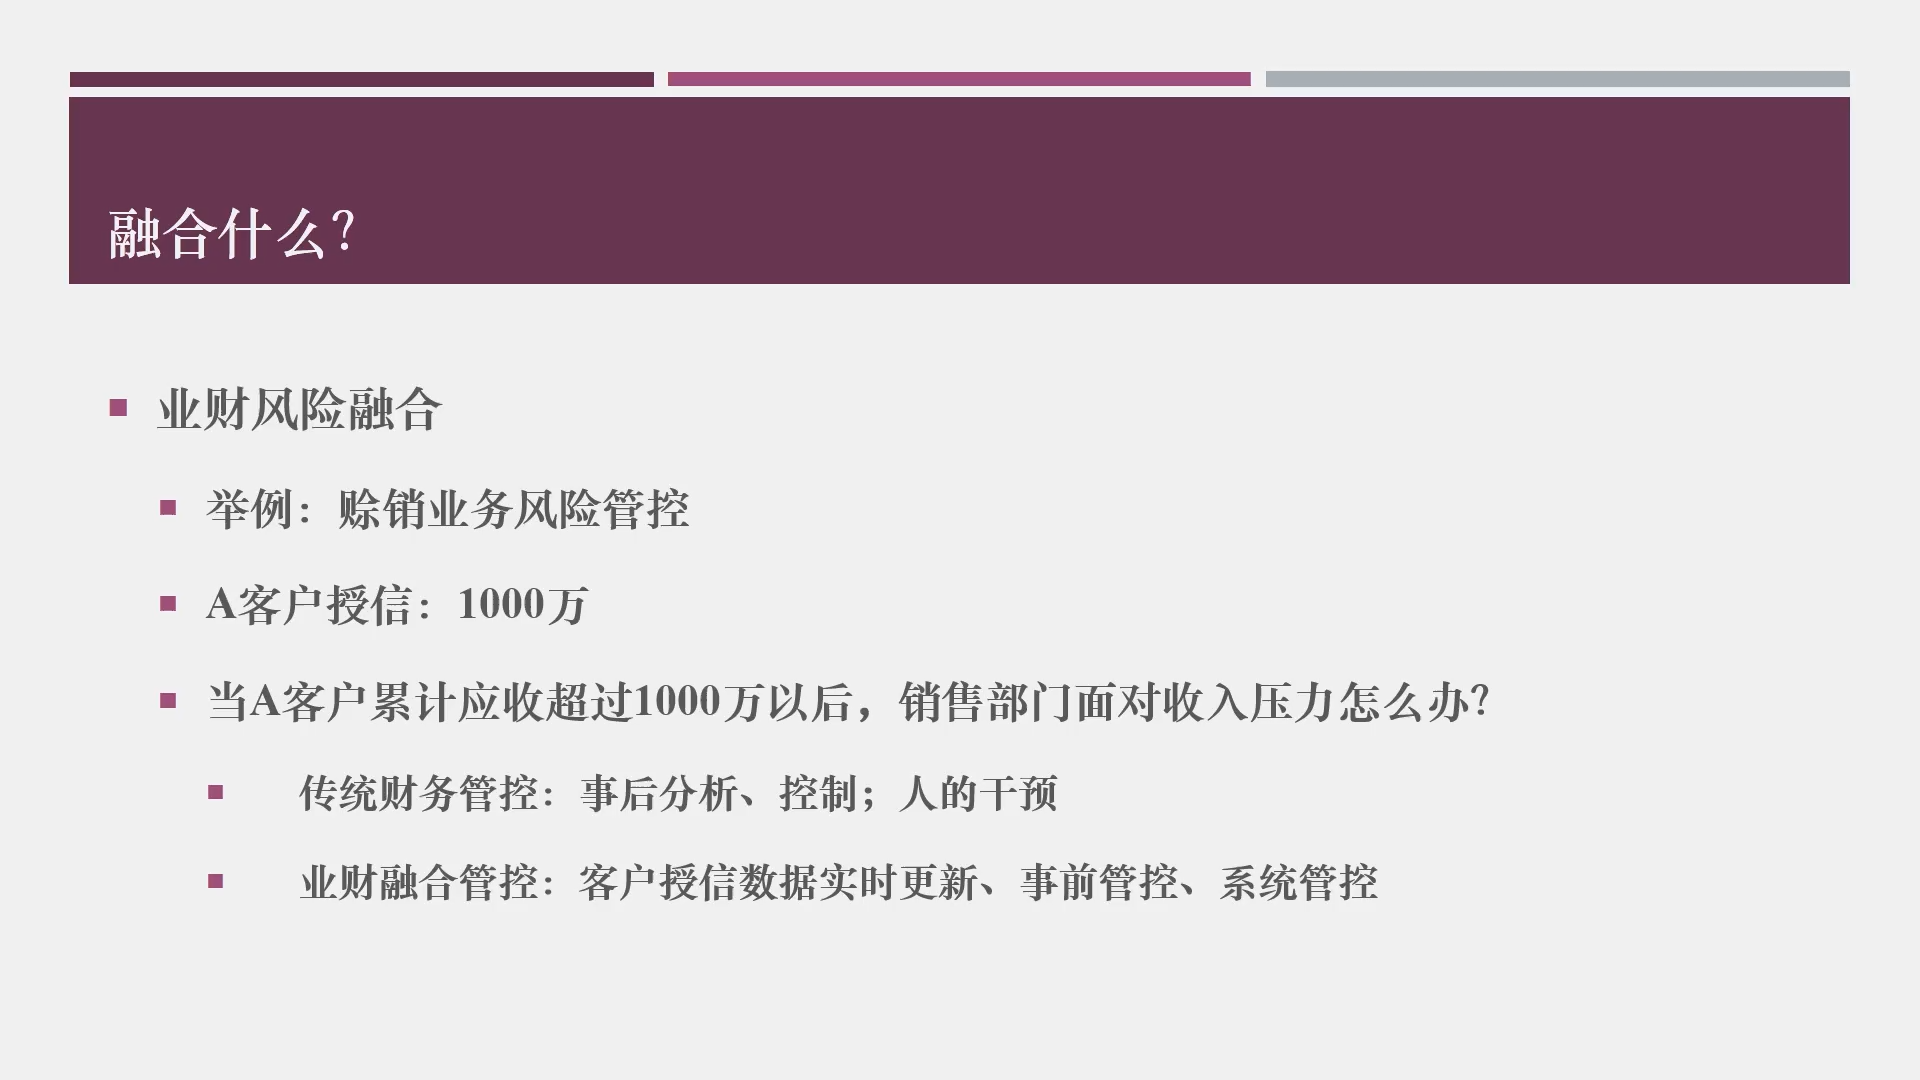 融合什么？
业财风险融合
举例：赊销业务风险管控
A客户授信：1000万
当A客户累计应收超过1000万以后，销售部门面对收入压力怎么办？
传统财务管控：事后分析、控制；人的干预
业财融合管控：客户授信数据实时更新、事前管控、系统管控